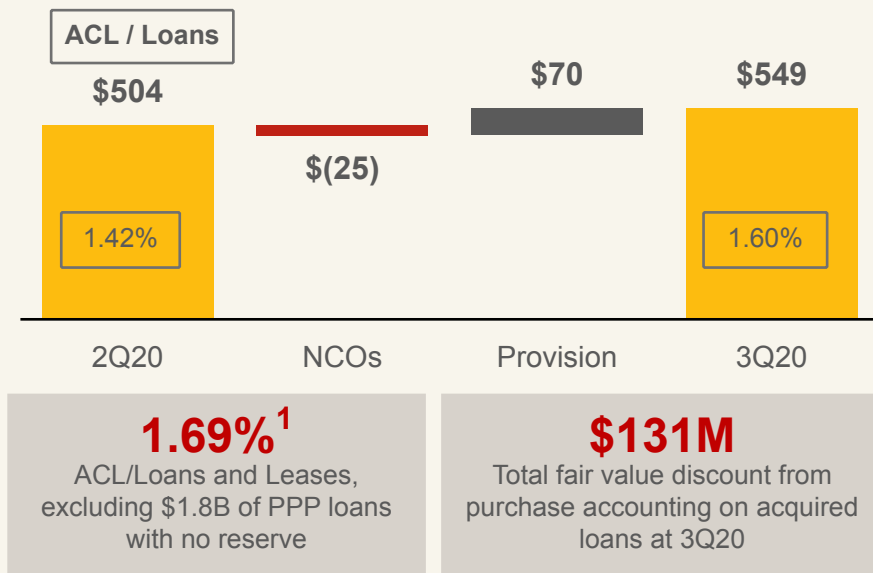 ACL / Loans
$504
$70
$549
$(25)
1.42%
1.60%
2Q20
NCOs
Provision
3Q20
1.69%¹
ACL/Loans and Leases,
excluding $1.8B of PPP loans
with no reserve
$131M
Total fair value discount from
purchase accounting on acquired
loans at 3Q20